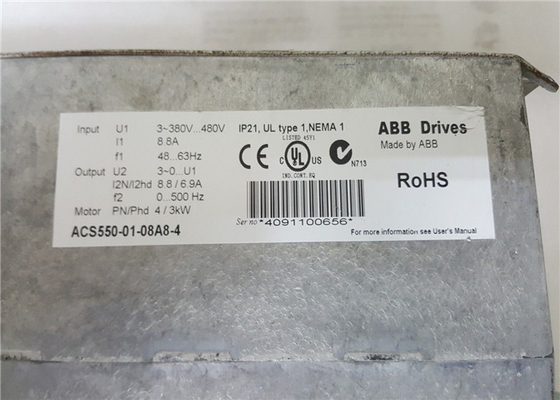 Input U1 3~380V...480V
I1 8.8A
f1 48...63Hz
Output U2 3~0...U1
I2N/I2hd 8.8 / 6.9A
f2 0...500 Hz
Motor PN/Phd 4 / 3kW
ACS550-01-08A8-4
IP21, UL type 1,NEMA 1
LISTED 45Y1
C UL US
N713
IND.CONT.EQ
Ser no *4091100656*
ABB Drives
Made by ABB
RoHS
For more information see User's Manual